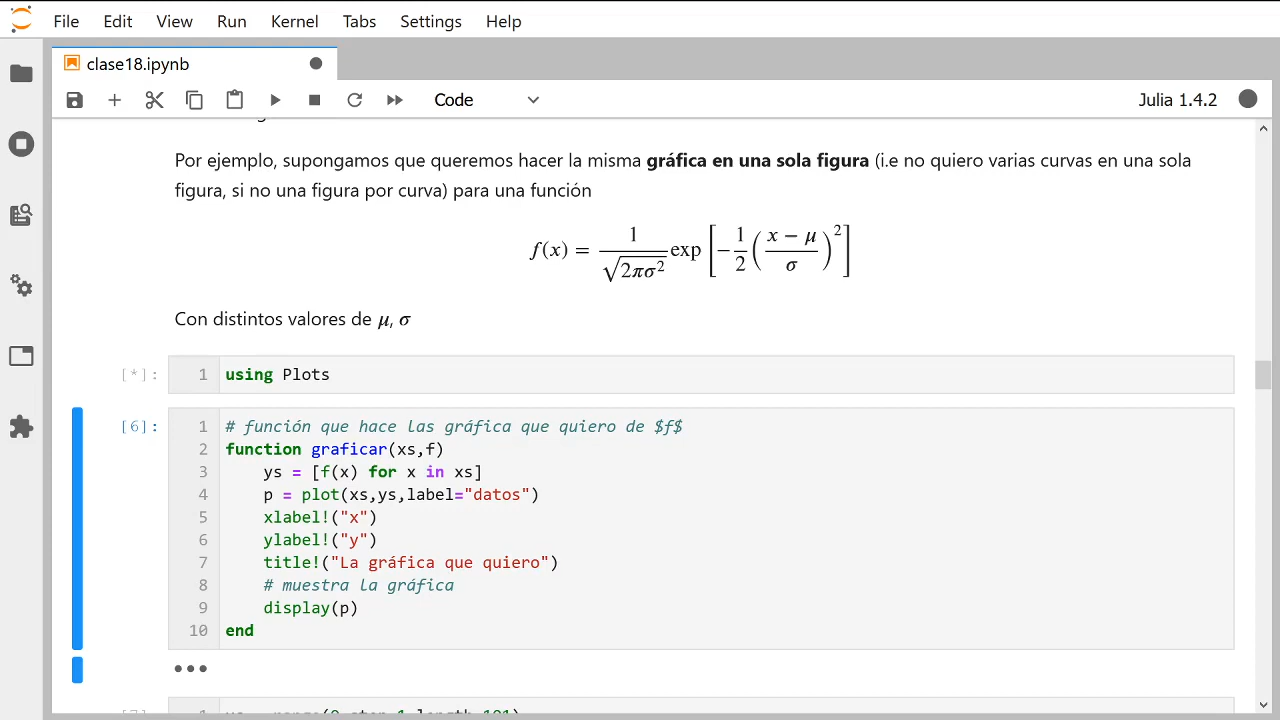 File Edit View Run Kernel Tabs Settings Help
clase18.ipynb
Code
Julia 1.4.2
Por ejemplo, supongamos que queremos hacer la misma gráfica en una sola figura (i.e no quiero varias curvas en una sola
figura, si no una figura por curva) para una función
f(x) = 1/√(2πσ²) exp[−1/2((x − μ)/σ)²]
Con distintos valores de μ, σ
[*]: 1 using Plots
[6]: 1 # función que hace las gráfica que quiero de $f$
2 function graficar(xs,f)
3 ys = [f(x) for x in xs]
4 p = plot(xs,ys,label="datos")
5 xlabel!("x")
6 ylabel!("y")
7 title!("La gráfica que quiero")
8 # muestra la gráfica
9 display(p)
10 end